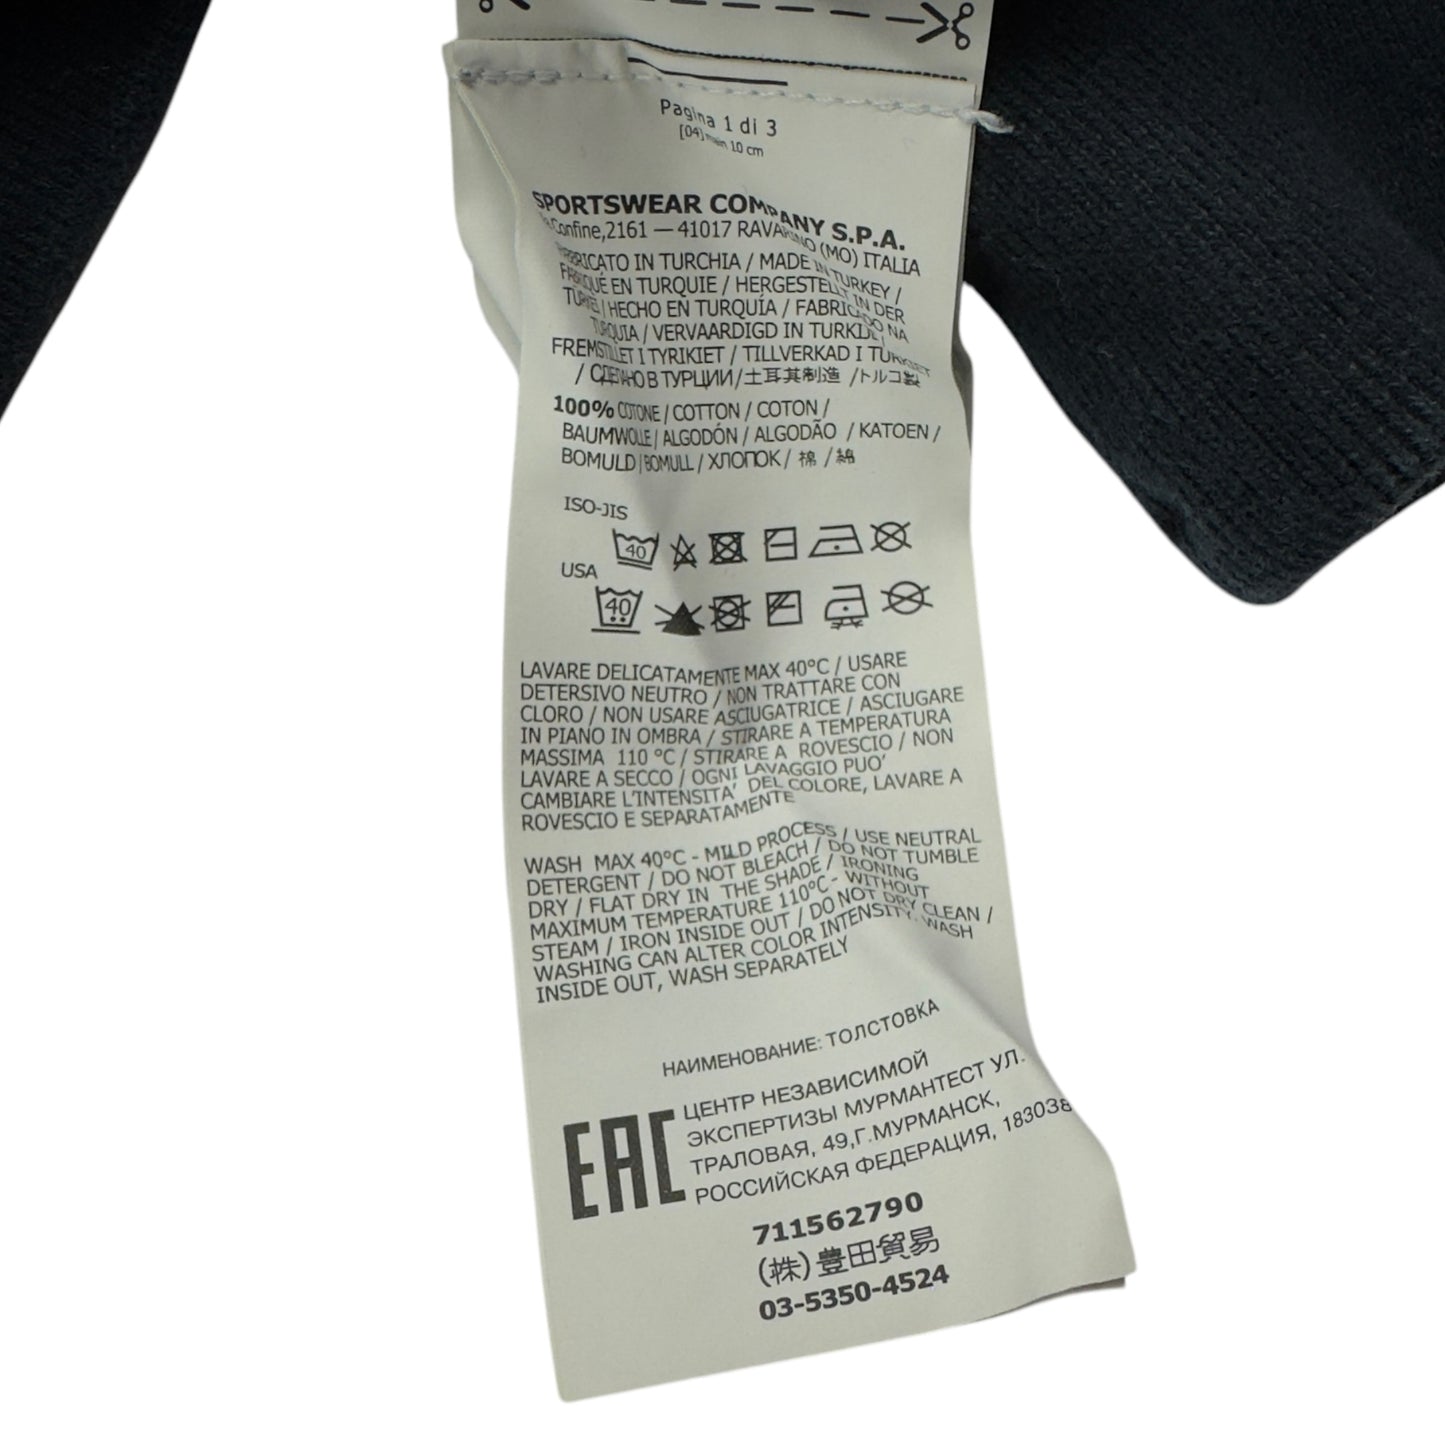 Pagina 1 di 3
[04] main 10 cm
SPORTSWEAR COMPANY S.P.A.
Via Confine,2161 — 41017 RAVARINO (MO) ITALIA
FABBRICATO IN TURCHIA / MADE IN TURKEY /
FABRIQUÉ EN TURQUIE / HERGESTELLT IN DER
TÜRKEI / HECHO EN TURQUÍA / FABRICADO NA
TURQUIA / VERVAARDIGD IN TURKIJE /
FREMSTILLET I TYRIKIET / TILLVERKAD I TURKIET
/ СДЕЛАНО В ТУРЦИИ/土耳其制造 /トルコ製
100% COTONE / COTTON / COTON /
BAUMWOLLE / ALGODÓN / ALGODÃO / KATOEN /
BOMULD / BOMULL / ХЛОПОК / 棉 / 綿
ISO-JIS
40
USA
40
LAVARE DELICATAMENTE MAX 40°C / USARE
DETERSIVO NEUTRO / NON TRATTARE CON
CLORO / NON USARE ASCIUGATRICE / ASCIUGARE
IN PIANO IN OMBRA / STIRARE A TEMPERATURA
MASSIMA 110 °C / STIRARE A ROVESCIO / NON
LAVARE A SECCO / OGNI LAVAGGIO PUO'
CAMBIARE L'INTENSITA' DEL COLORE, LAVARE A
ROVESCIO E SEPARATAMENTE
WASH MAX 40°C - MILD PROCESS / USE NEUTRAL
DETERGENT / DO NOT BLEACH / DO NOT TUMBLE
DRY / FLAT DRY IN THE SHADE / IRONING
MAXIMUM TEMPERATURE 110°C - WITHOUT
STEAM / IRON INSIDE OUT / DO NOT DRY CLEAN /
WASHING CAN ALTER COLOR INTENSITY. WASH
INSIDE OUT, WASH SEPARATELY
НАИМЕНОВАНИЕ: ТОЛСТОВКА
EAC
ЦЕНТР НЕЗАВИСИМОЙ
ЭКСПЕРТИЗЫ МУРМАНТЕСТ УЛ.
ТРАЛОВАЯ, 49,Г.МУРМАНСК,
РОССИЙСКАЯ ФЕДЕРАЦИЯ, 183038
711562790
(株)豊田貿易
03-5350-4524